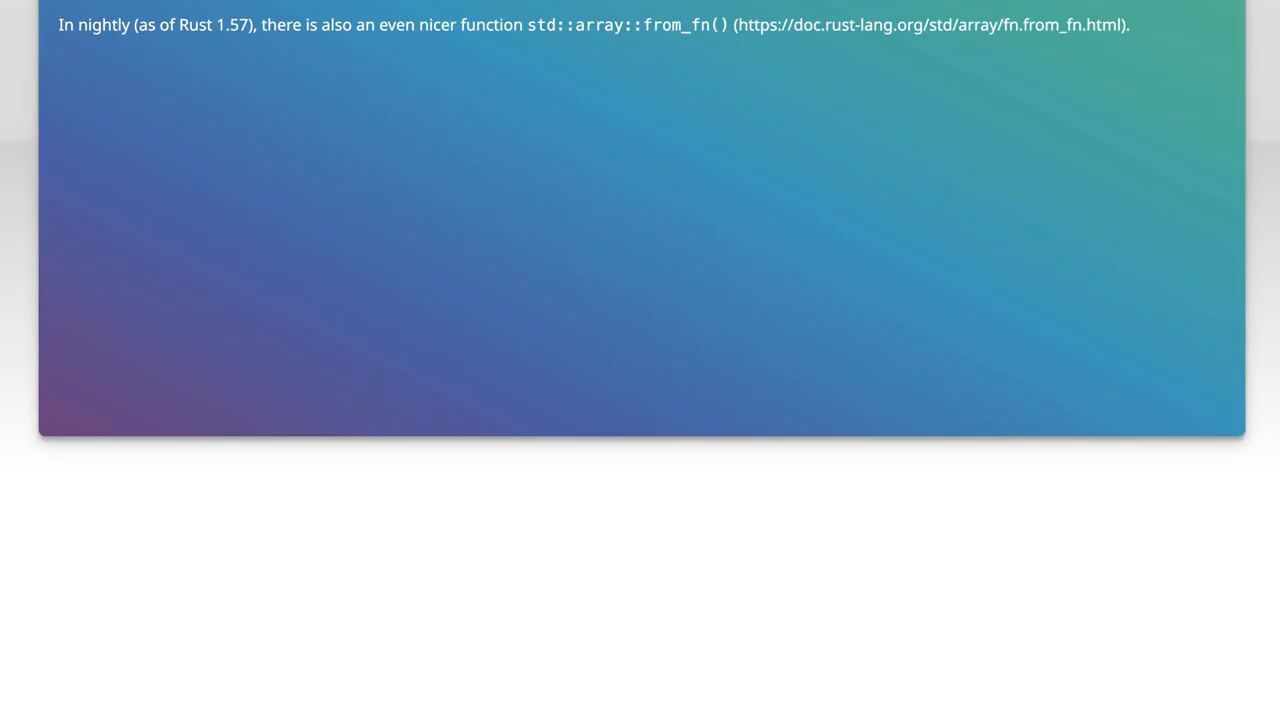 In nightly (as of Rust 1.57), there is also an even nicer function std::array::from_fn() (https://doc.rust-lang.org/std/array/fn.from_fn.html).